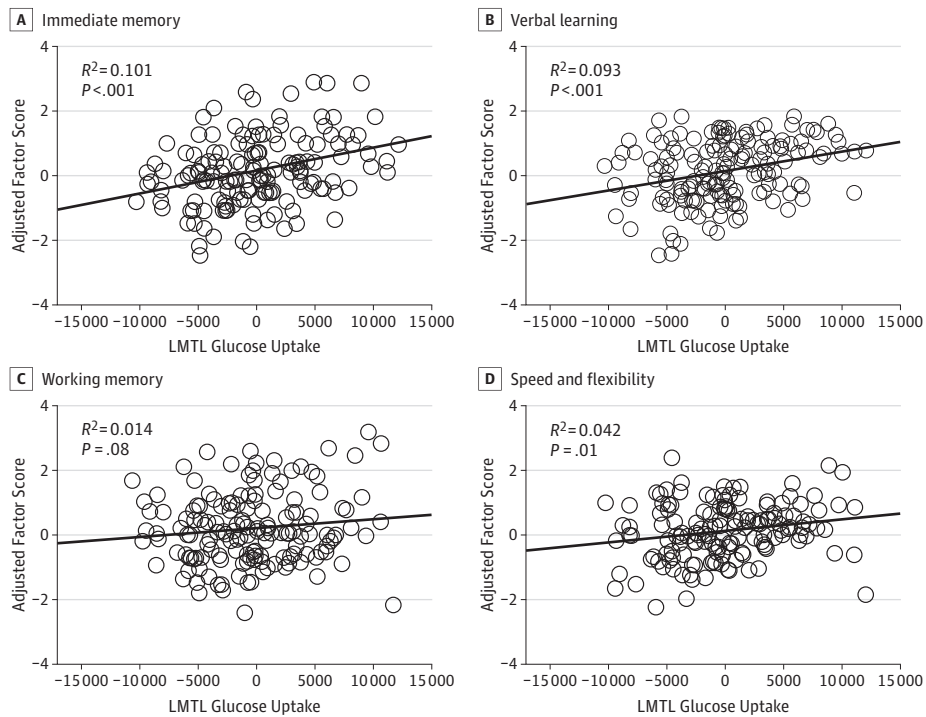 A Immediate memory
4
2
0
−2
−4
Adjusted Factor Score
R2=0.101
P<.001
−15000 −10000 −5000 0 5000 10000 15000
LMTL Glucose Uptake
B Verbal learning
4
2
0
−2
−4
Adjusted Factor Score
R2=0.093
P<.001
−15000 −10000 −5000 0 5000 10000 15000
LMTL Glucose Uptake
C Working memory
4
2
0
−2
−4
Adjusted Factor Score
R2=0.014
P=.08
−15000 −10000 −5000 0 5000 10000 15000
LMTL Glucose Uptake
D Speed and flexibility
4
2
0
−2
−4
Adjusted Factor Score
R2=0.042
P=.01
−15000 −10000 −5000 0 5000 10000 15000
LMTL Glucose Uptake